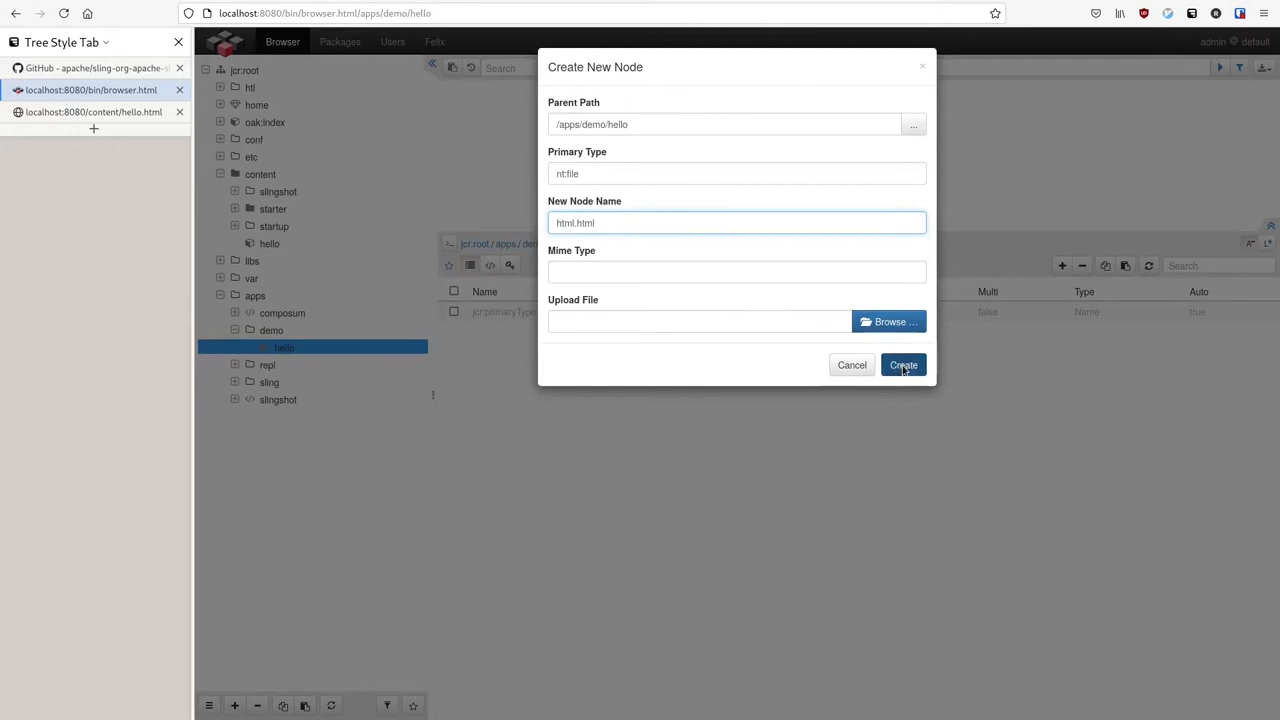 localhost:8080/bin/browser.html/apps/demo/hello
Tree Style Tab
GitHub - apache/sling-org-apache-sl
localhost:8080/bin/browser.html
localhost:8080/content/hello.html
Browser Packages Users Felix
admin default
jcr:root
htl
home
oak:index
conf
etc
content
slingshot
starter
startup
hello
libs
var
apps
composum
demo
hello
repl
sling
slingshot
Search
Create New Node
×
Parent Path
/apps/demo/hello
...
Primary Type
nt:file
New Node Name
html.html
Mime Type
Upload File
Browse ...
Cancel Create
jcr:root / apps /
Search
Name Multi Type Auto
jcr:primaryType false Name true